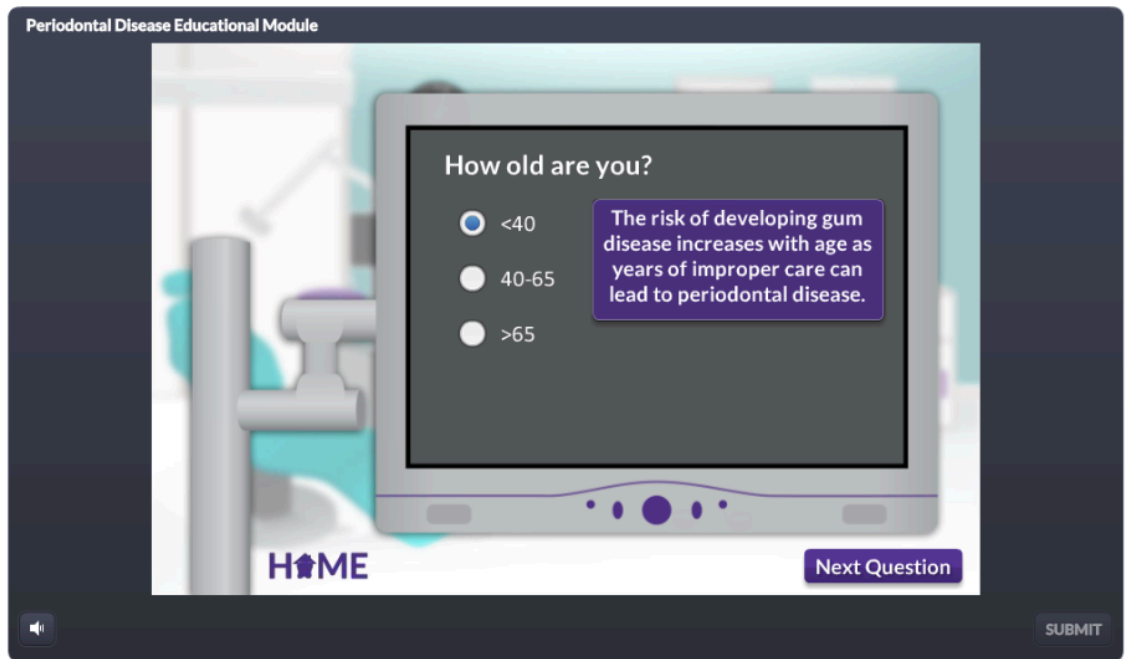 Periodontal Disease Educational Module
How old are you?
<40
40-65
>65
The risk of developing gum
disease increases with age as
years of improper care can
lead to periodontal disease.
HOME
Next Question
SUBMIT